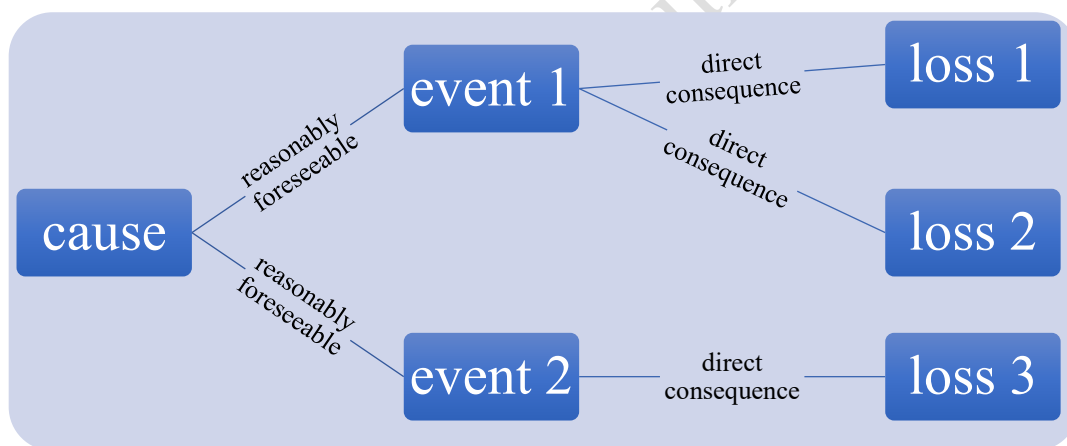 direct
consequence
loss 1
event 1
reasonably
foreseeable
direct
consequence
cause
loss 2
reasonably
foreseeable
event 2
direct
consequence
loss 3